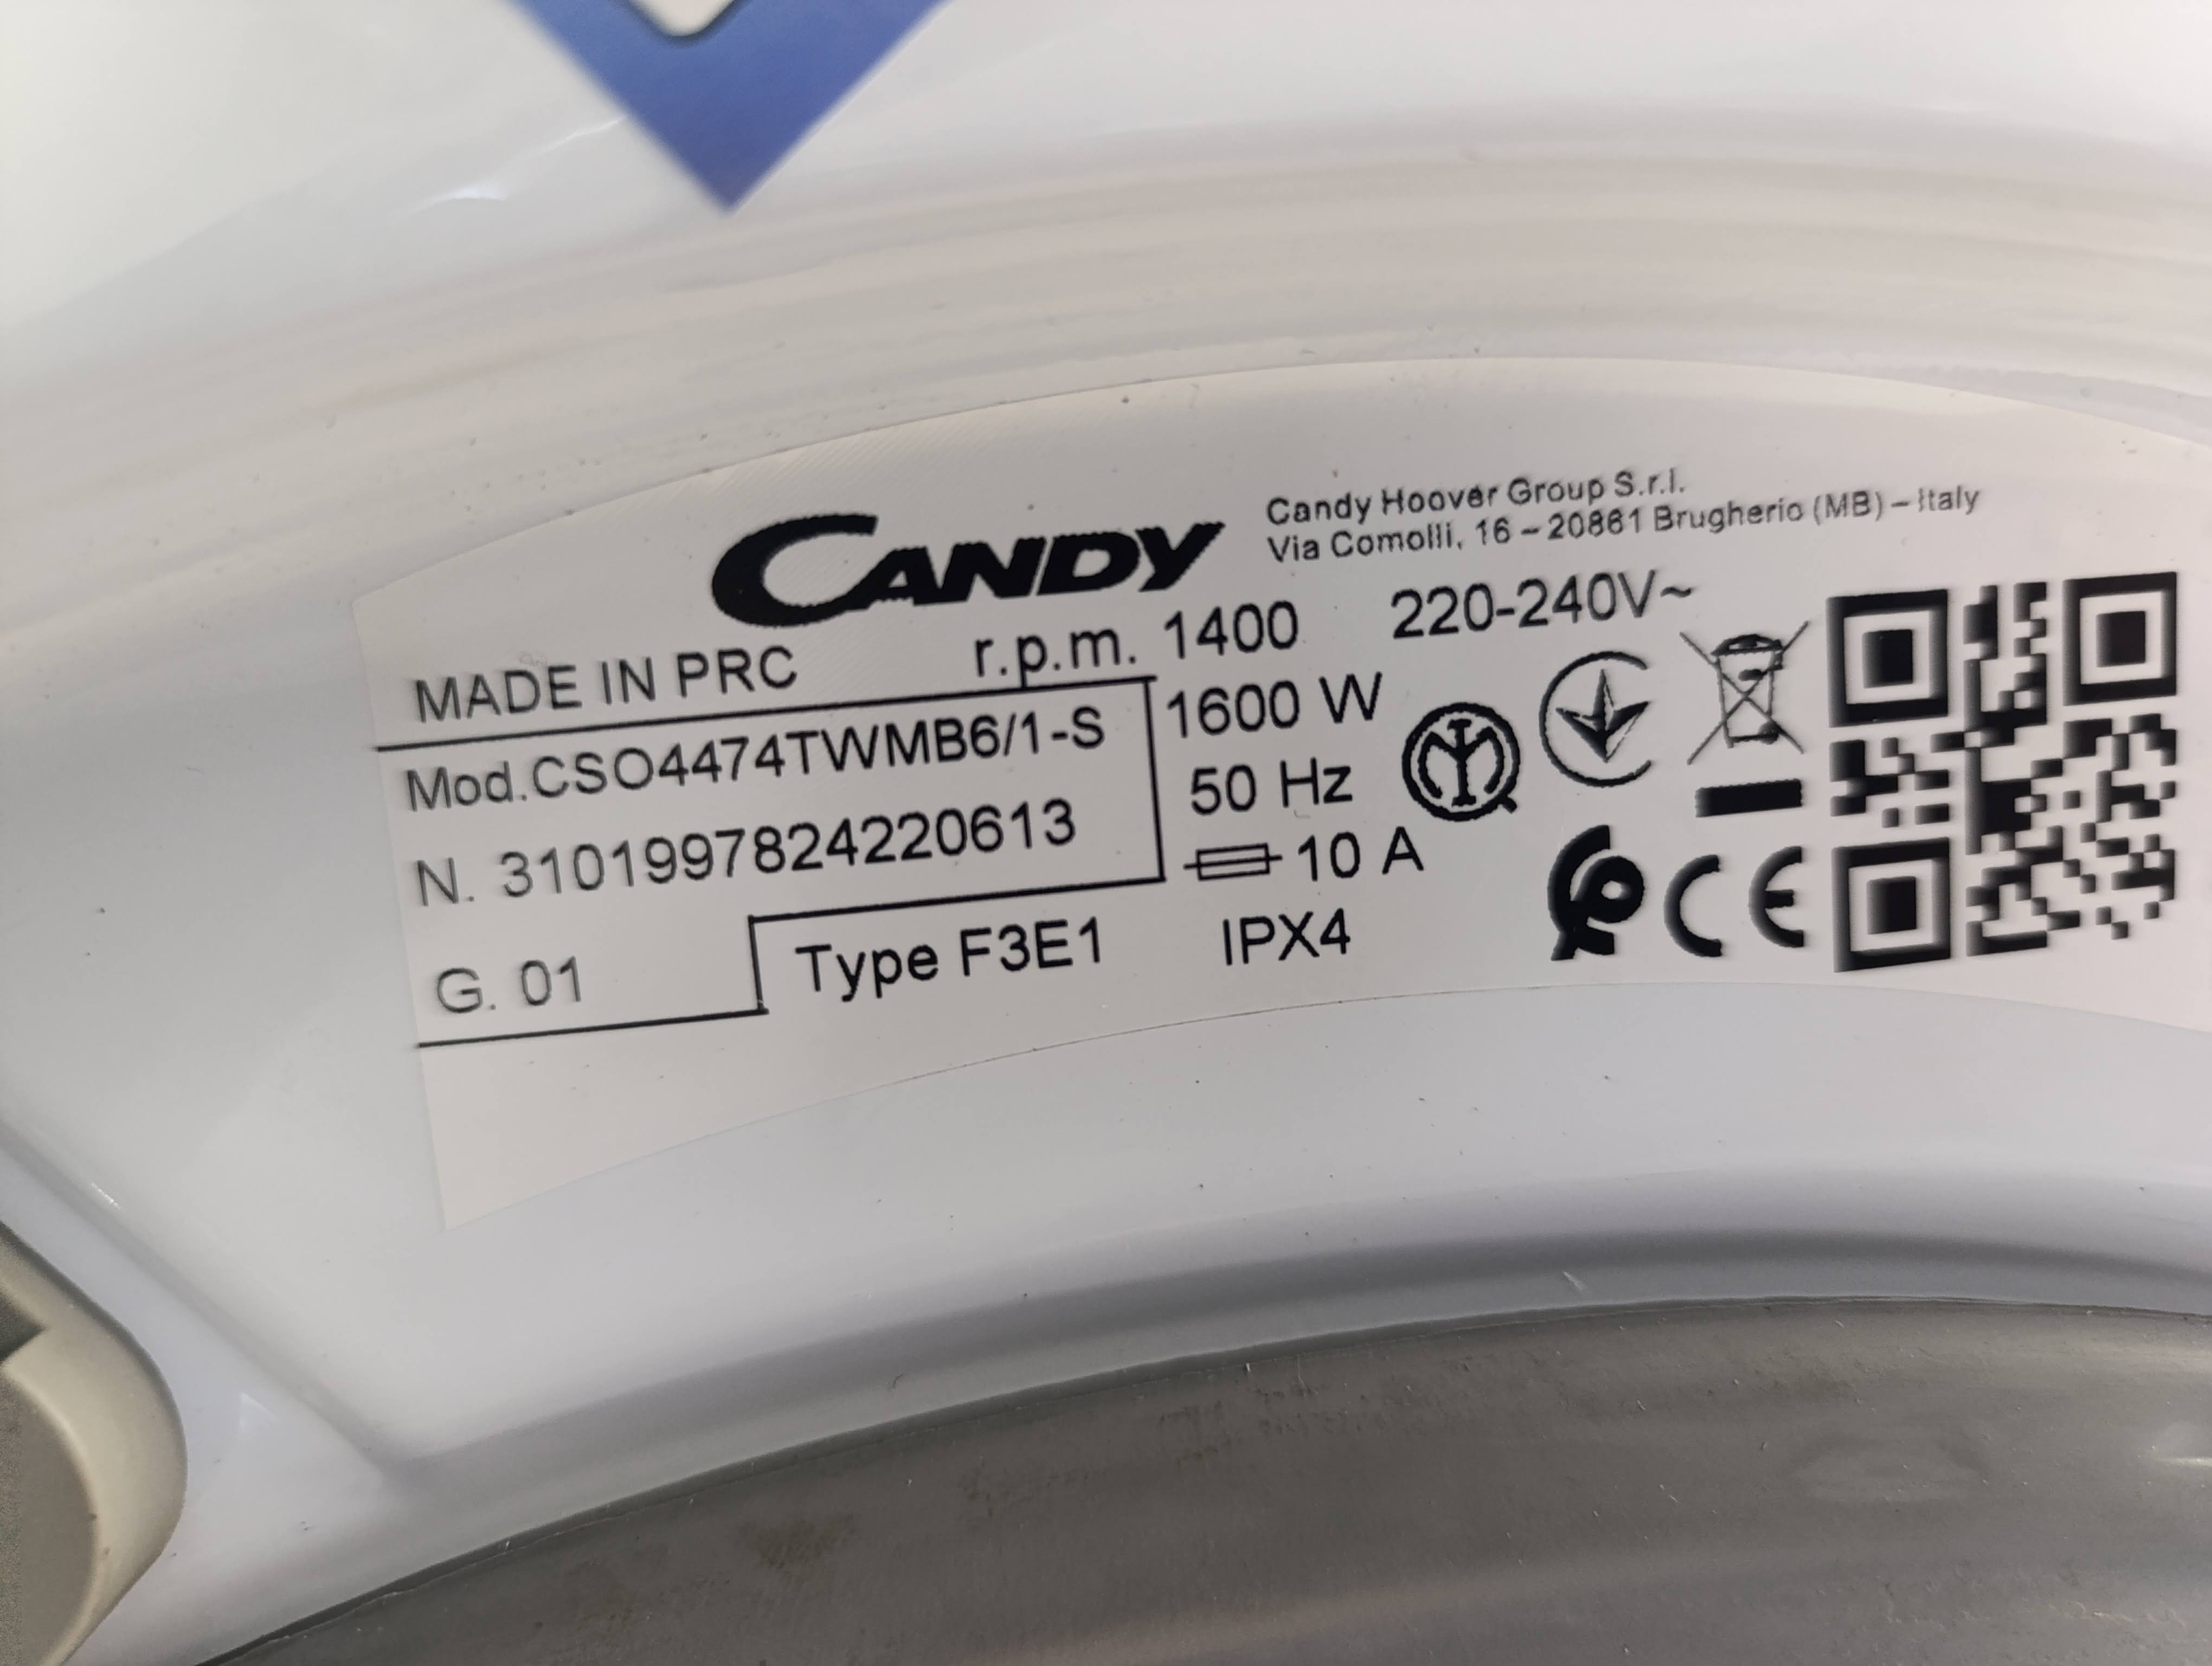 CANDY
Candy Hoover Group S.r.l.
Via Comolli, 16 – 20861 Brugherio (MB) – Italy
MADE IN PRC
r.p.m. 1400
220-240V~
Mod.CSO4474TWMB6/1-S
1600 W
N. 3101997824220613
50 Hz
10 A
G. 01
Type F3E1
IPX4
CE